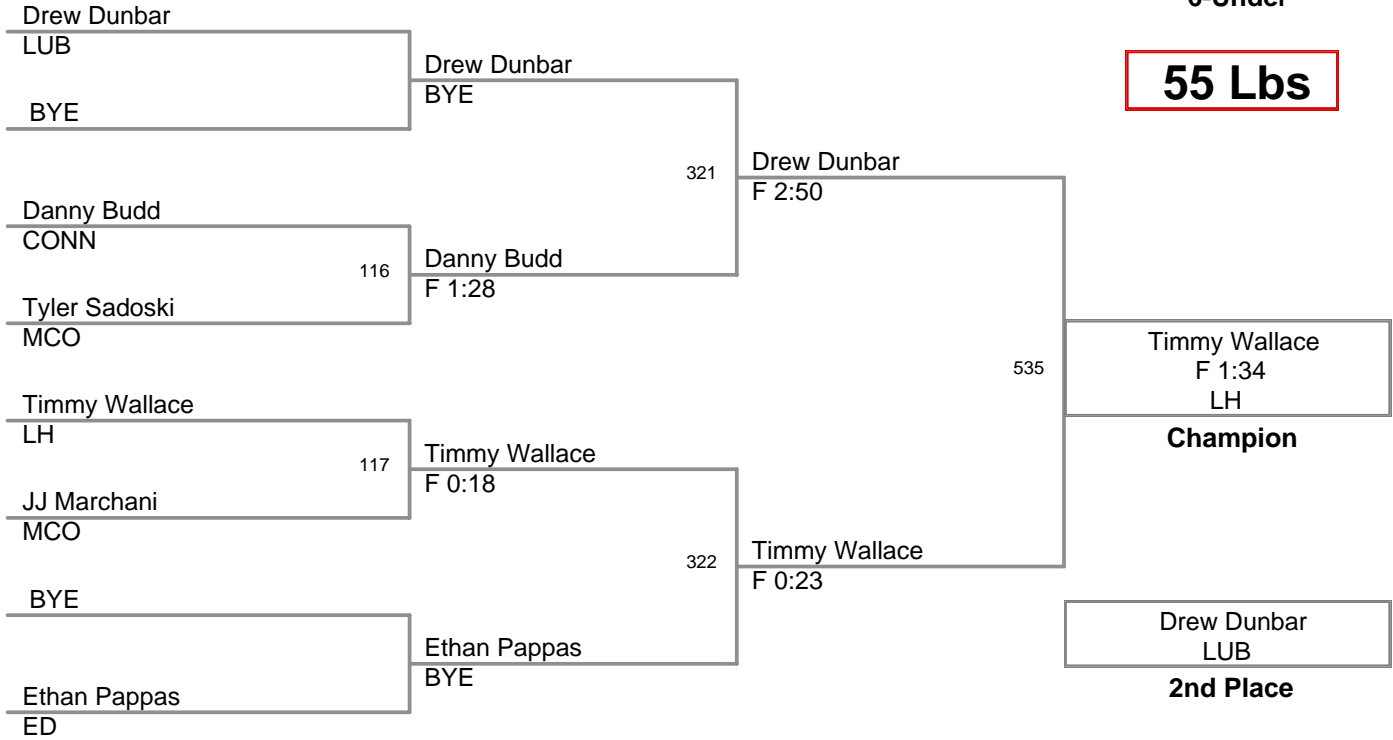 6-Under
55 Lbs
Drew Dunbar
LUB
BYE
Danny Budd
CONN
116
Tyler Sadoski
MCO
Timmy Wallace
LH
117
JJ Marchani
MCO
BYE
Ethan Pappas
ED
Drew Dunbar
BYE
321
Danny Budd
F 1:28
Timmy Wallace
F 0:18
322
Ethan Pappas
BYE
Drew Dunbar
F 2:50
535
Timmy Wallace
F 0:23
Timmy Wallace
F 1:34
LH
Champion
Drew Dunbar
LUB
2nd Place